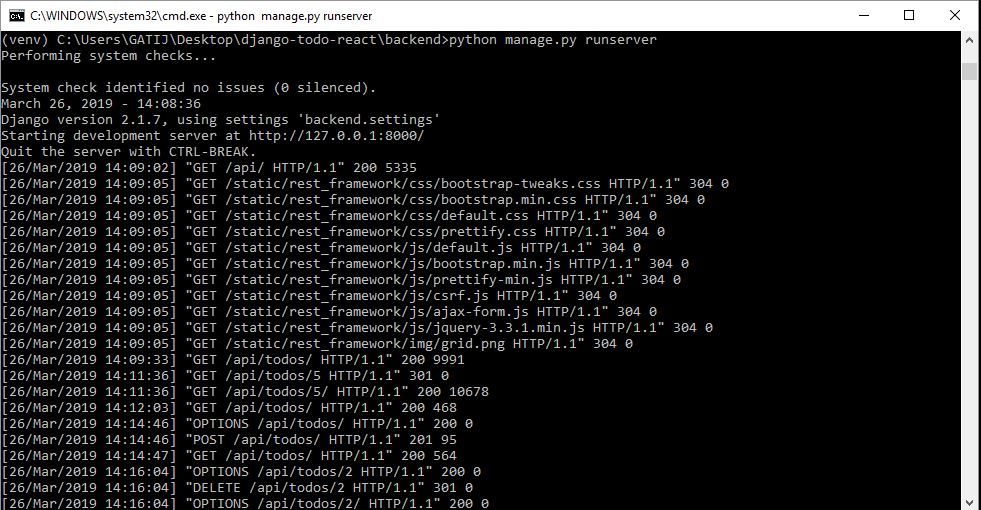 C:\WINDOWS\system32\cmd.exe - python  manage.py runserver
(venv) C:\Users\GATIJ\Desktop\django-todo-react\backend>python manage.py runserver
Performing system checks...
System check identified no issues (0 silenced).
March 26, 2019 - 14:08:36
Django version 2.1.7, using settings 'backend.settings'
Starting development server at http://127.0.0.1:8000/
Quit the server with CTRL-BREAK.
[26/Mar/2019 14:09:02] "GET /api/ HTTP/1.1" 200 5335
[26/Mar/2019 14:09:05] "GET /static/rest_framework/css/bootstrap-tweaks.css HTTP/1.1" 304 0
[26/Mar/2019 14:09:05] "GET /static/rest_framework/css/bootstrap.min.css HTTP/1.1" 304 0
[26/Mar/2019 14:09:05] "GET /static/rest_framework/css/default.css HTTP/1.1" 304 0
[26/Mar/2019 14:09:05] "GET /static/rest_framework/css/prettify.css HTTP/1.1" 304 0
[26/Mar/2019 14:09:05] "GET /static/rest_framework/js/default.js HTTP/1.1" 304 0
[26/Mar/2019 14:09:05] "GET /static/rest_framework/js/bootstrap.min.js HTTP/1.1" 304 0
[26/Mar/2019 14:09:05] "GET /static/rest_framework/js/prettify-min.js HTTP/1.1" 304 0
[26/Mar/2019 14:09:05] "GET /static/rest_framework/js/csrf.js HTTP/1.1" 304 0
[26/Mar/2019 14:09:05] "GET /static/rest_framework/js/ajax-form.js HTTP/1.1" 304 0
[26/Mar/2019 14:09:05] "GET /static/rest_framework/js/jquery-3.3.1.min.js HTTP/1.1" 304 0
[26/Mar/2019 14:09:05] "GET /static/rest_framework/img/grid.png HTTP/1.1" 304 0
[26/Mar/2019 14:09:33] "GET /api/todos/ HTTP/1.1" 200 9991
[26/Mar/2019 14:11:36] "GET /api/todos/5 HTTP/1.1" 301 0
[26/Mar/2019 14:11:36] "GET /api/todos/5/ HTTP/1.1" 200 10678
[26/Mar/2019 14:12:03] "GET /api/todos/ HTTP/1.1" 200 468
[26/Mar/2019 14:14:46] "OPTIONS /api/todos/ HTTP/1.1" 200 0
[26/Mar/2019 14:14:46] "POST /api/todos/ HTTP/1.1" 201 95
[26/Mar/2019 14:14:47] "GET /api/todos/ HTTP/1.1" 200 564
[26/Mar/2019 14:16:04] "OPTIONS /api/todos/2 HTTP/1.1" 200 0
[26/Mar/2019 14:16:04] "DELETE /api/todos/2 HTTP/1.1" 301 0
[26/Mar/2019 14:16:04] "OPTIONS /api/todos/2/ HTTP/1.1" 200 0